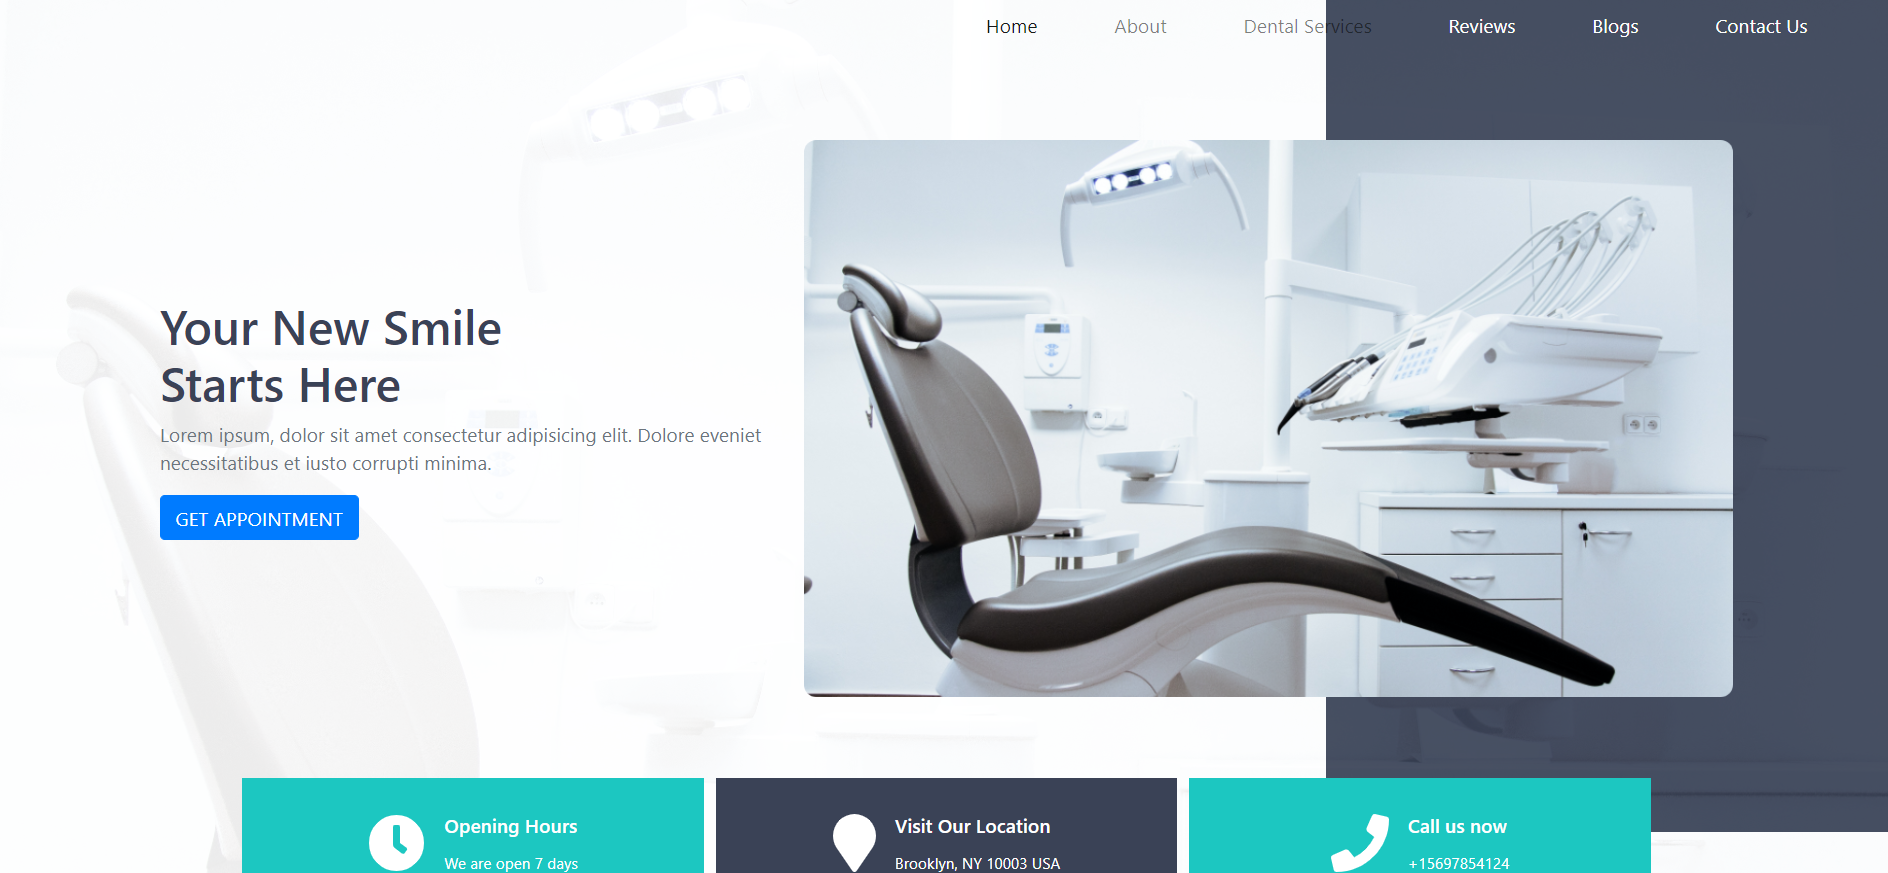 Home About Dental Services Reviews Blogs Contact Us
Your New Smile
Starts Here
Lorem ipsum, dolor sit amet consectetur adipisicing elit. Dolore eveniet
necessitatibus et iusto corrupti minima.
GET APPOINTMENT
Opening Hours
We are open 7 days
Visit Our Location
Brooklyn, NY 10003 USA
Call us now
+15697854124